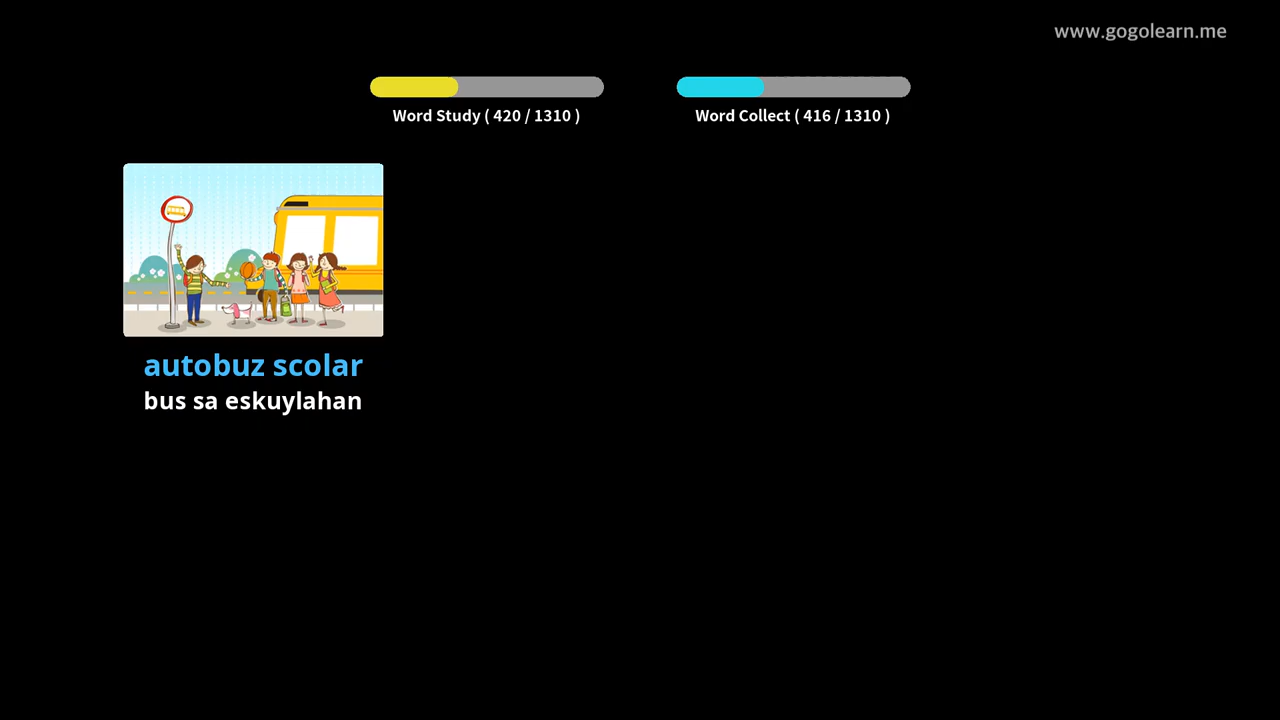 www.gogolearn.me
Word Study ( 420 / 1310 )
Word Collect ( 416 / 1310 )
autobuz scolar
bus sa eskuylahan